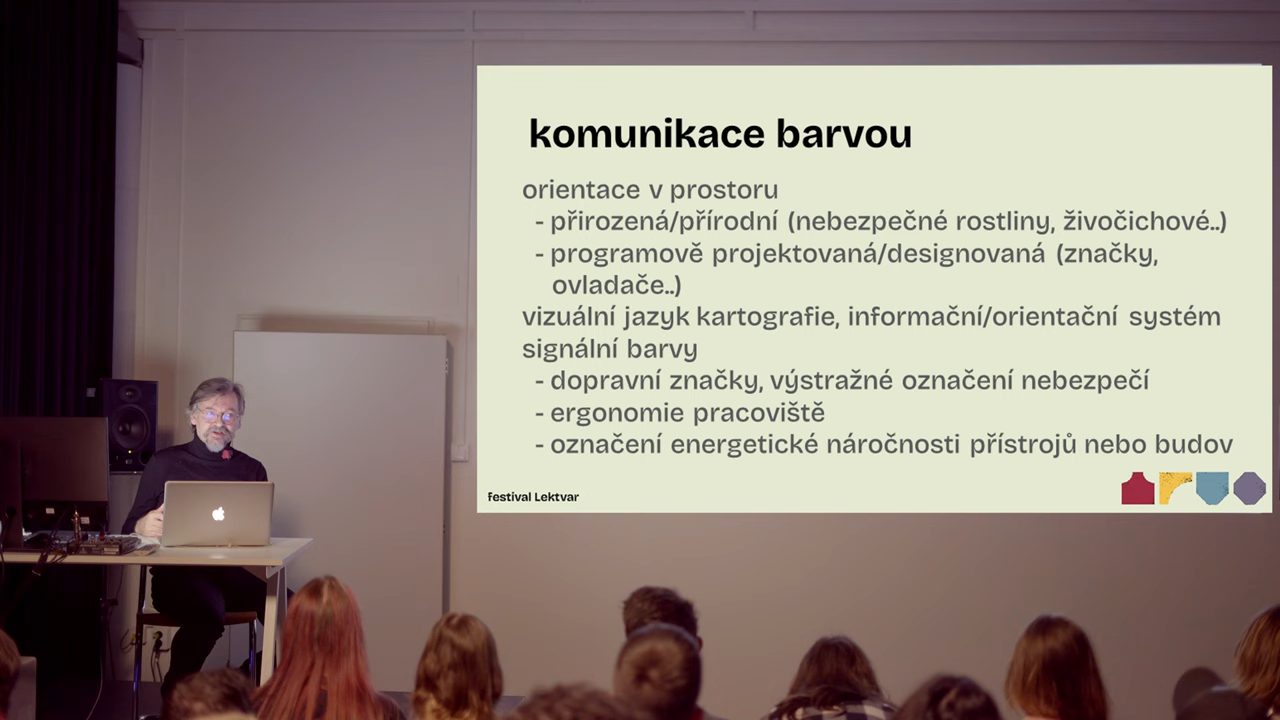 komunikace barvou
orientace v prostoru
- přirozená/přírodní (nebezpečné rostliny, živočichové..)
- programově projektovaná/designovaná (značky,
ovladače..)
vizuální jazyk kartografie, informační/orientační systém
signální barvy
- dopravní značky, výstražné označení nebezpečí
- ergonomie pracoviště
- označení energetické náročnosti přístrojů nebo budov
festival Lektvar